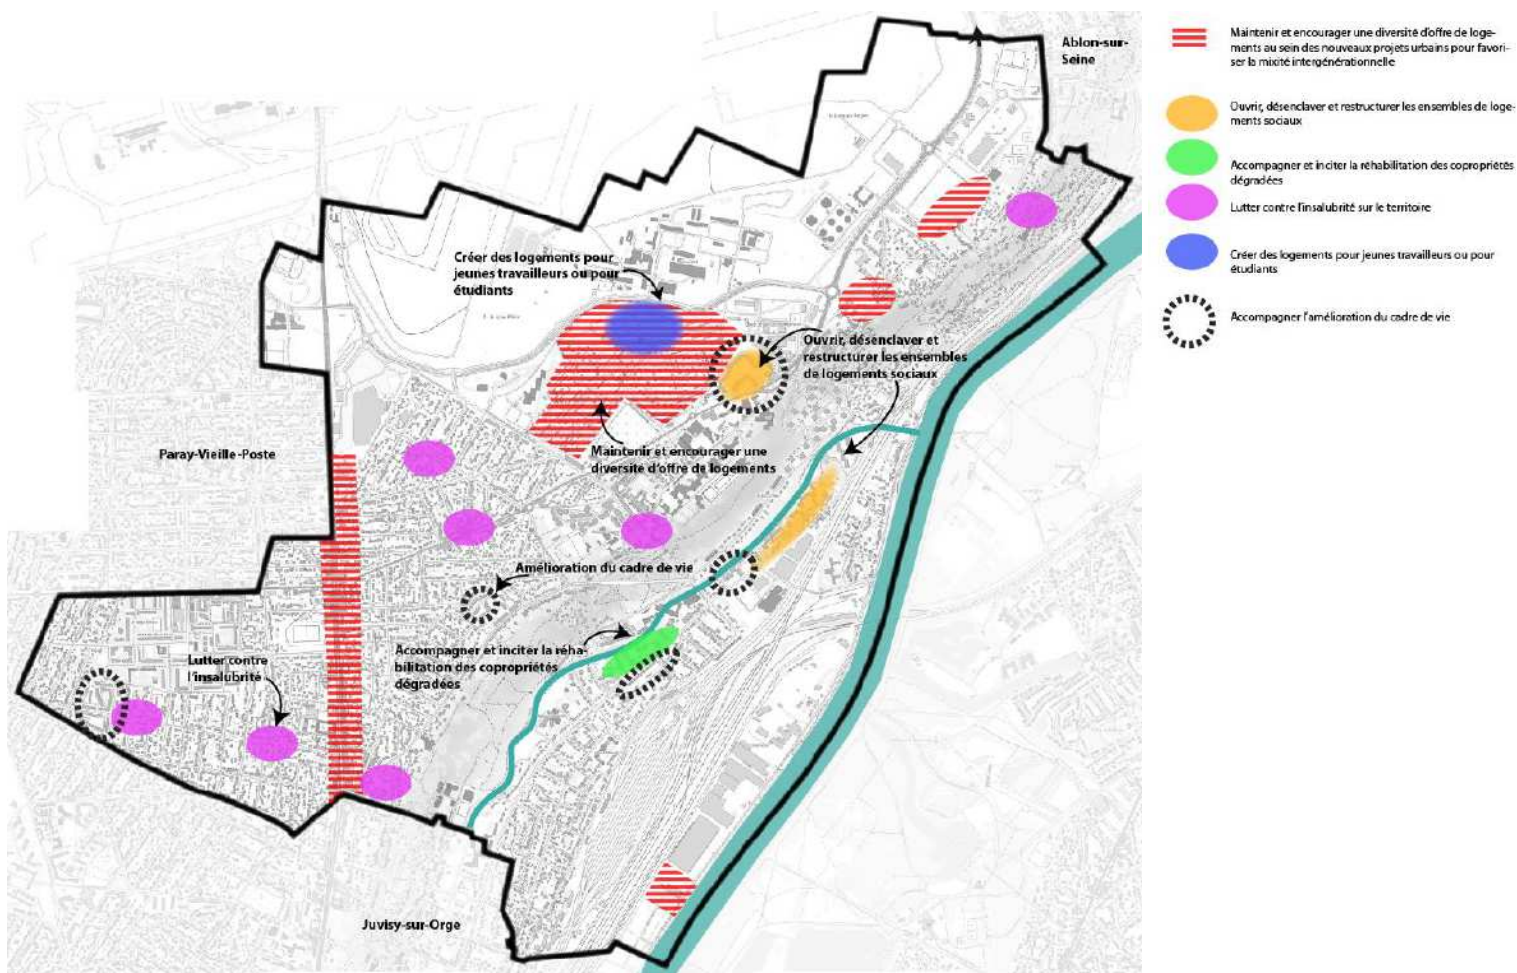 Ablon-sur-
Seine
Créer des logements pour
jeunes travailleurs ou pour
étudiants
Ouvrir, désenclaver et
restructurer les ensembles
de logements sociaux
Paray-Vieille-Poste
Maintenir et encourager une
diversité d'offre de logements
Amélioration du cadre de vie
Accompagner et inciter la réha-
bilitation des copropriétés
dégradées
Lutter contre
l'insalubrité
Juvisy-sur-Orge
Maintenir et encourager une diversité d'offre de loge-
ments au sein des nouveaux projets urbains pour favori-
ser la mixité intergénérationnelle
Ouvrir, désenclaver et restructurer les ensembles de loge-
ments sociaux
Accompagner et inciter la réhabilitation des copropriétés
dégradées
Lutter contre l'insalubrité sur le territoire
Créer des logements pour jeunes travailleurs ou pour
étudiants
Accompagner l'amélioration du cadre de vie